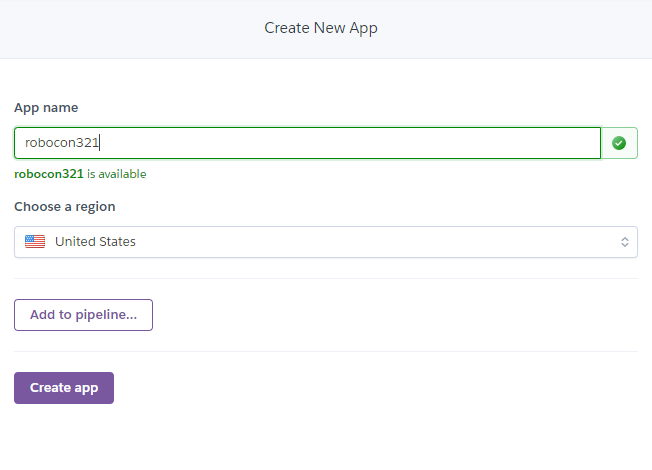 Create New App
App name
robocon321
robocon321 is available
Choose a region
United States
Add to pipeline...
Create app